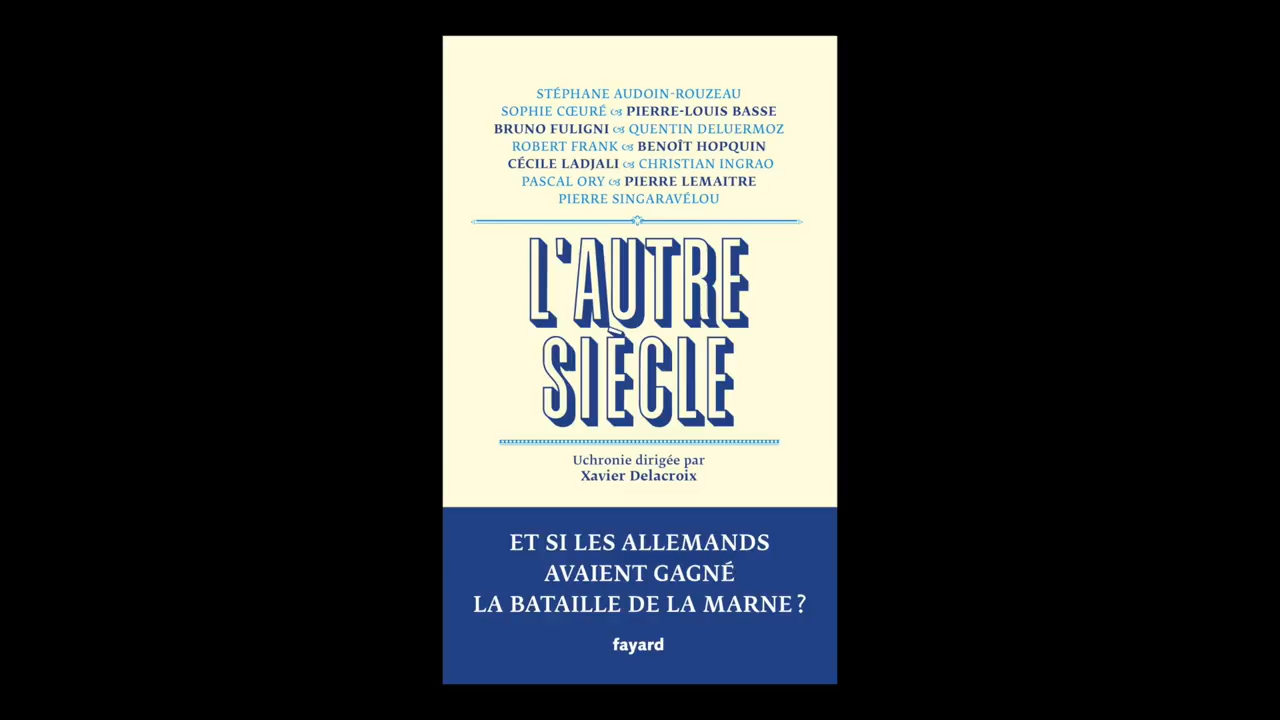 STÉPHANE AUDOIN-ROUZEAU
SOPHIE CŒURÉ & PIERRE-LOUIS BASSE
BRUNO FULIGNI & QUENTIN DELUERMOZ
ROBERT FRANK & BENOÎT HOPQUIN
CÉCILE LADJALI & CHRISTIAN INGRAO
PASCAL ORY & PIERRE LEMAITRE
PIERRE SINGARAVÉLOU
L'AUTRE
SIÈCLE
Uchronie dirigée par
Xavier Delacroix
ET SI LES ALLEMANDS
AVAIENT GAGNÉ
LA BATAILLE DE LA MARNE ?
fayard